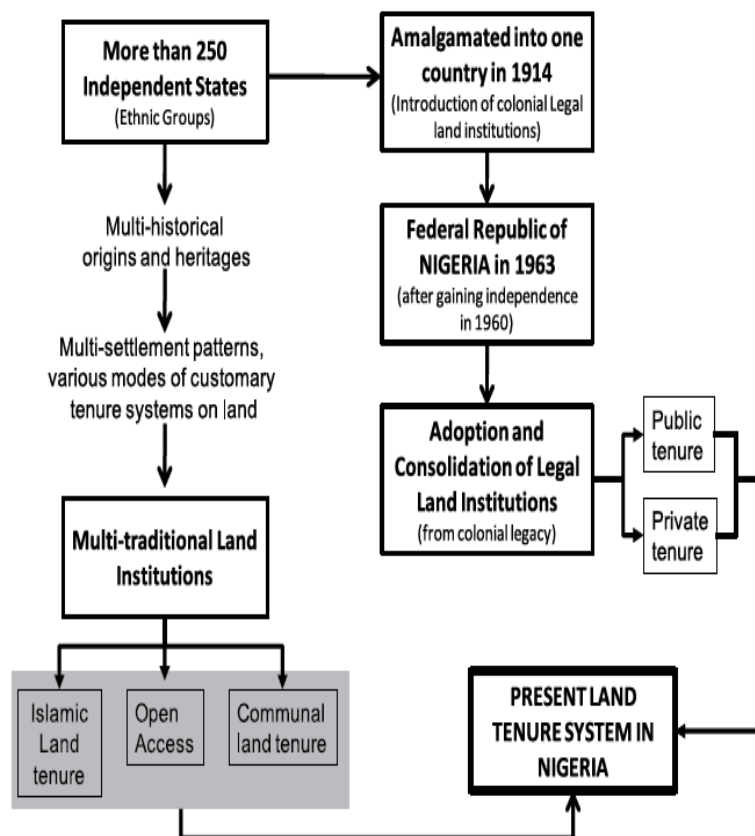 More than 250
Independent States
(Ethnic Groups)
Amalgamated into one
country in 1914
(Introduction of colonial Legal
land institutions)
Multi-historical
origins and heritages
Federal Republic of
NIGERIA in 1963
(after gaining independence
in 1960)
Multi-settlement patterns,
various modes of customary
tenure systems on land
Adoption and
Consolidation of Legal
Land Institutions
(from colonial legacy)
Public
tenure
Private
tenure
Multi-traditional Land
Institutions
Islamic
Land
tenure
Open
Access
Communal
land tenure
PRESENT LAND
TENURE SYSTEM IN
NIGERIA